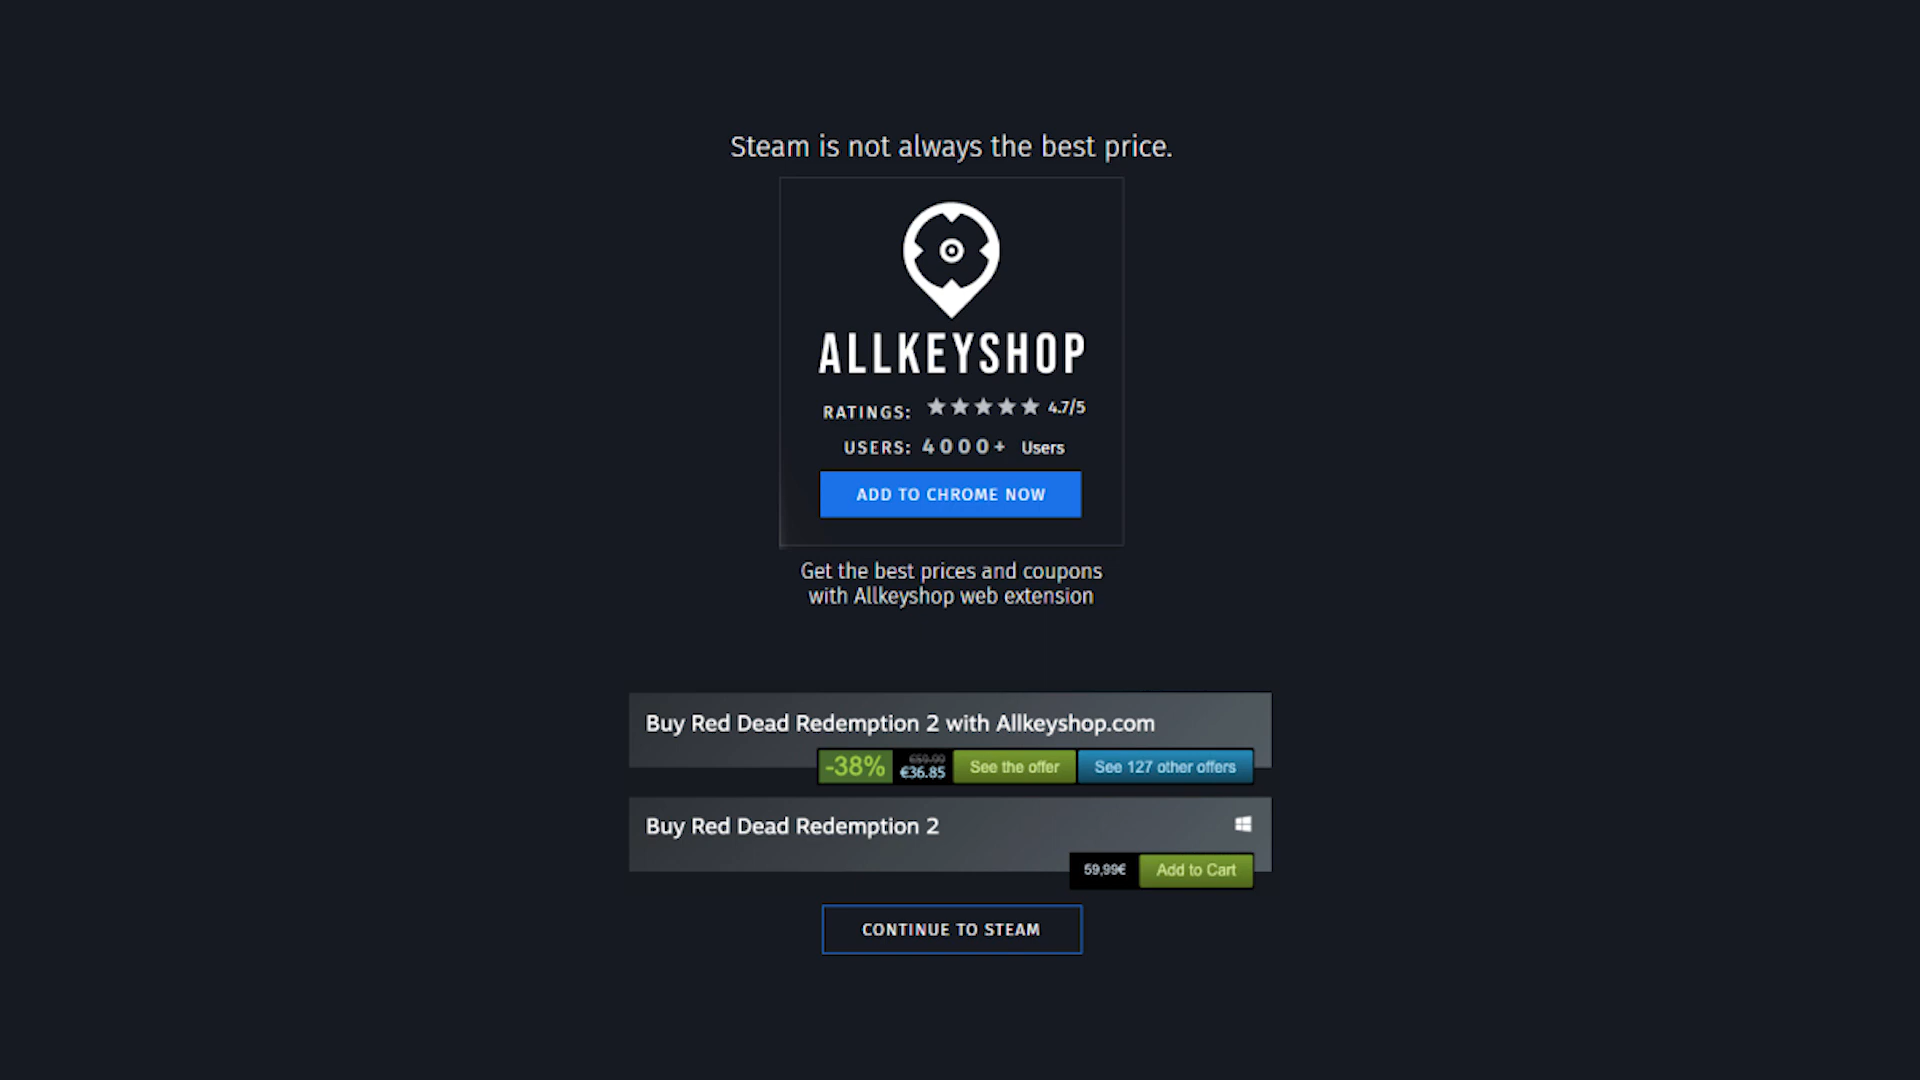 Steam is not always the best price.
ALLKEYSHOP
RATINGS: ★★★★★ 4.7/5
USERS: 4000+ Users
ADD TO CHROME NOW
Get the best prices and coupons
with Allkeyshop web extension
Buy Red Dead Redemption 2 with Allkeyshop.com
-38% €59.99 €36.85 See the offer See 127 other offers
Buy Red Dead Redemption 2
59,99€ Add to Cart
CONTINUE TO STEAM